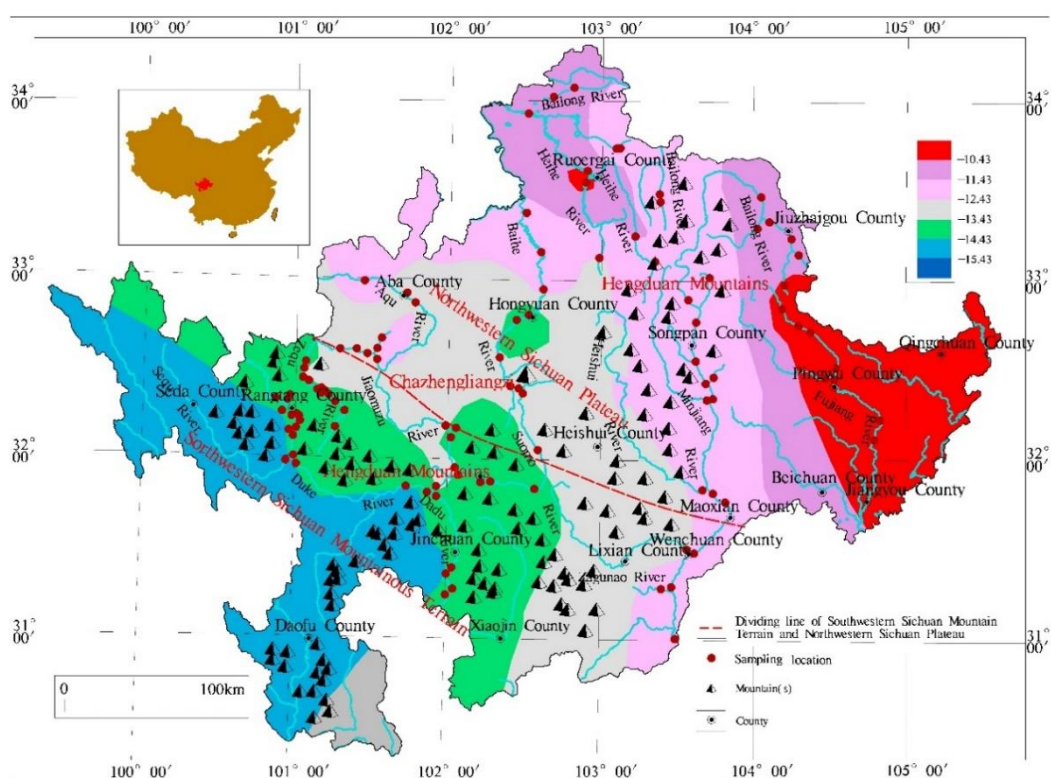 100° 00′ 101° 00′ 102° 00′ 103° 00′ 104° 00′ 105° 00′
34° 00′
34° 00′
33° 00′
33° 00′
32° 00′
32° 00′
31° 00′
31° 00′
Bailong River
Ruoergai County
Heihe
Heihe
River
River
Bailong River
Bailong River
Jiuzhaigou County
−10.43
−11.43
−12.43
−13.43
−14.43
−15.43
Baihe
River
Aba County
Aqu
River
Northwestern Sichuan Plateau
Hengduan Mountains
Hongyuan County
Songpan County
Heishui
Qingchuan County
Pingwu County
Fujiang
River
Zequ
River
Chazhengliangzi
Jiaomuzu
River
Minjiang
River
Seda County
Sequ
River
Rangtang County
Heishui County
Suomo
River
Hengduan Mountains
Duke
River
Dadu
River
Beichuan County
Jiangyou County
Maoxian County
Jinchuan County
Wenchuan County
Lixian County
Zagunao River
Xiaojin County
Daofu County
Dividing line of Southwestern Sichuan Mountain
Terrain and Northwestern Sichuan Plateau
Sampling location
Mountain(s)
County
0 100km
100° 00′ 101° 00′ 102° 00′ 103° 00′ 104° 00′ 105° 00′